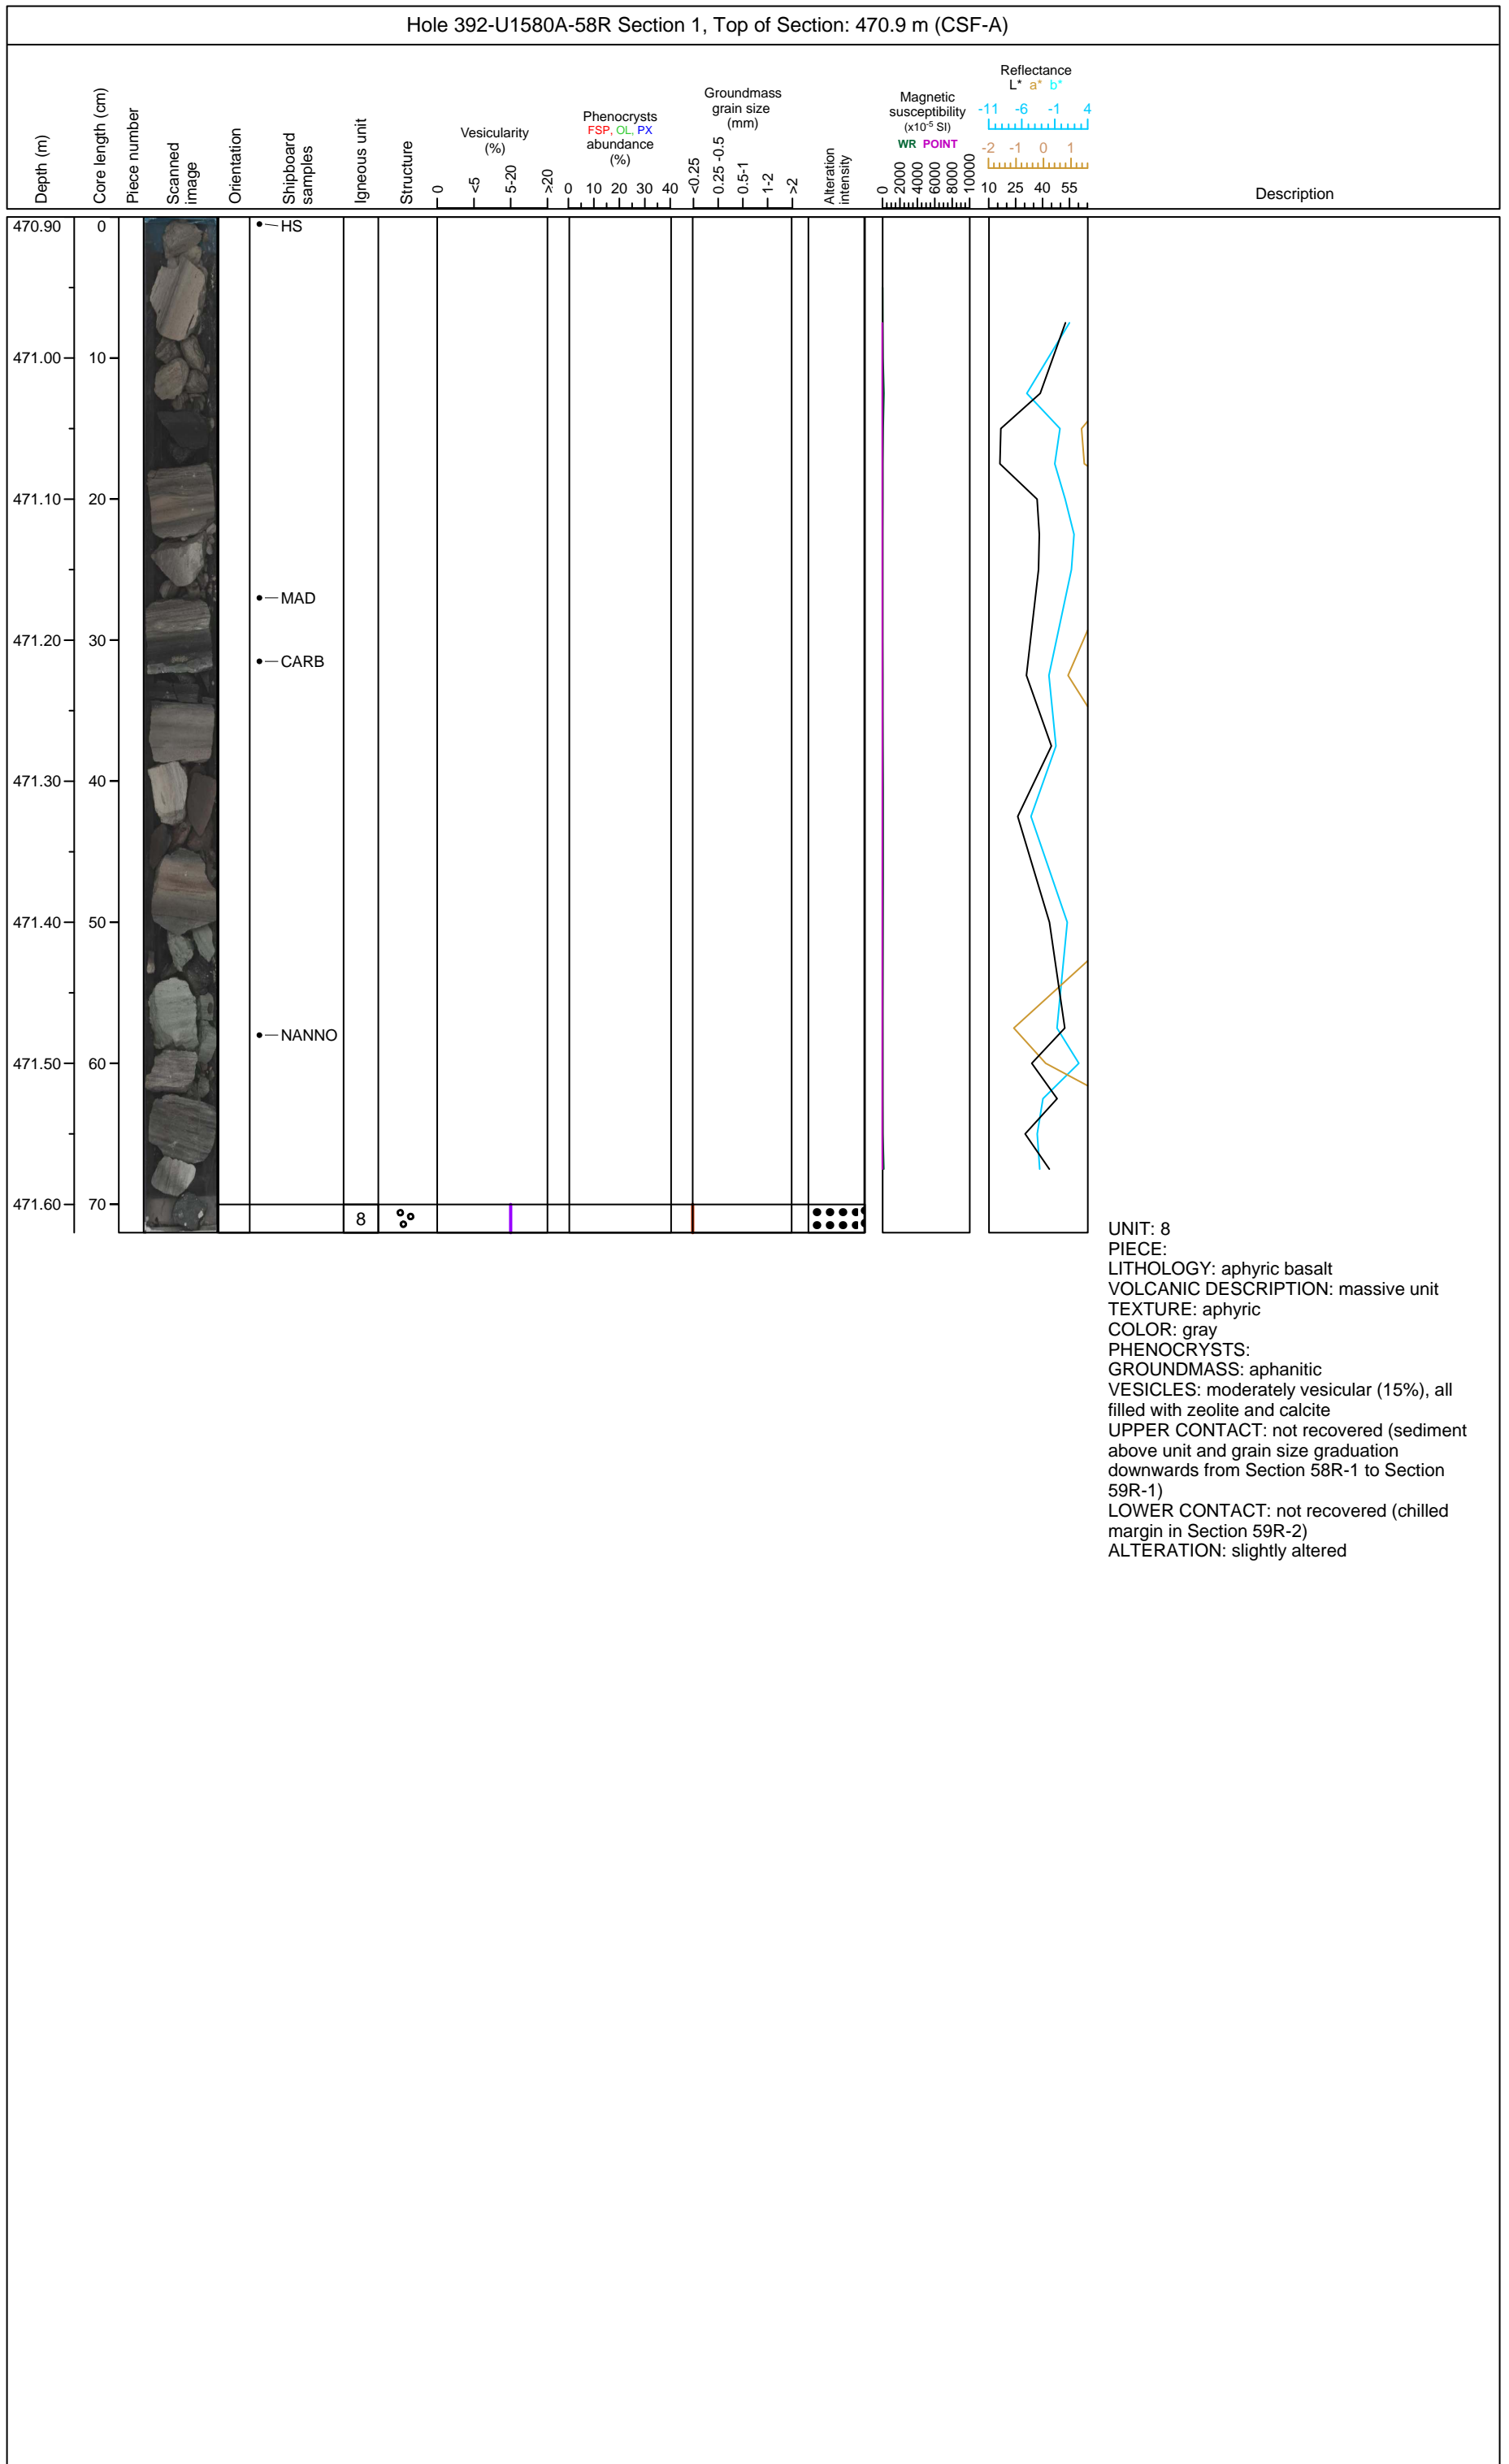 Hole 392-U1580A-58R Section 1, Top of Section: 470.9 m (CSF-A)
Depth (m)
Core length (cm)
Piece number
Scanned
image
Orientation
Shipboard
samples
Igneous unit
Structure
Vesicularity
(%)
0 <5 5-20 >20
Phenocrysts
FSP, OL, PX
abundance
(%)
0 10 20 30 40
Groundmass
grain size
(mm)
<0.25 0.25 -0.5 0.5-1 1-2 >2
Alteration
intensity
Magnetic
susceptibility
(x10-5 SI)
WR POINT
0 2000 4000 6000 8000 10000
Reflectance
L* a* b*
-11 -6 -1 4
-2 -1 0 1
10 25 40 55
Description
470.90 0 HS
471.00 10
471.10 20
MAD
471.20 30
CARB
471.30 40
471.40 50
NANNO
471.50 60
471.60 70
8
UNIT: 8
PIECE:
LITHOLOGY: aphyric basalt
VOLCANIC DESCRIPTION: massive unit
TEXTURE: aphyric
COLOR: gray
PHENOCRYSTS:
GROUNDMASS: aphanitic
VESICLES: moderately vesicular (15%), all
filled with zeolite and calcite
UPPER CONTACT: not recovered (sediment
above unit and grain size graduation
downwards from Section 58R-1 to Section
59R-1)
LOWER CONTACT: not recovered (chilled
margin in Section 59R-2)
ALTERATION: slightly altered